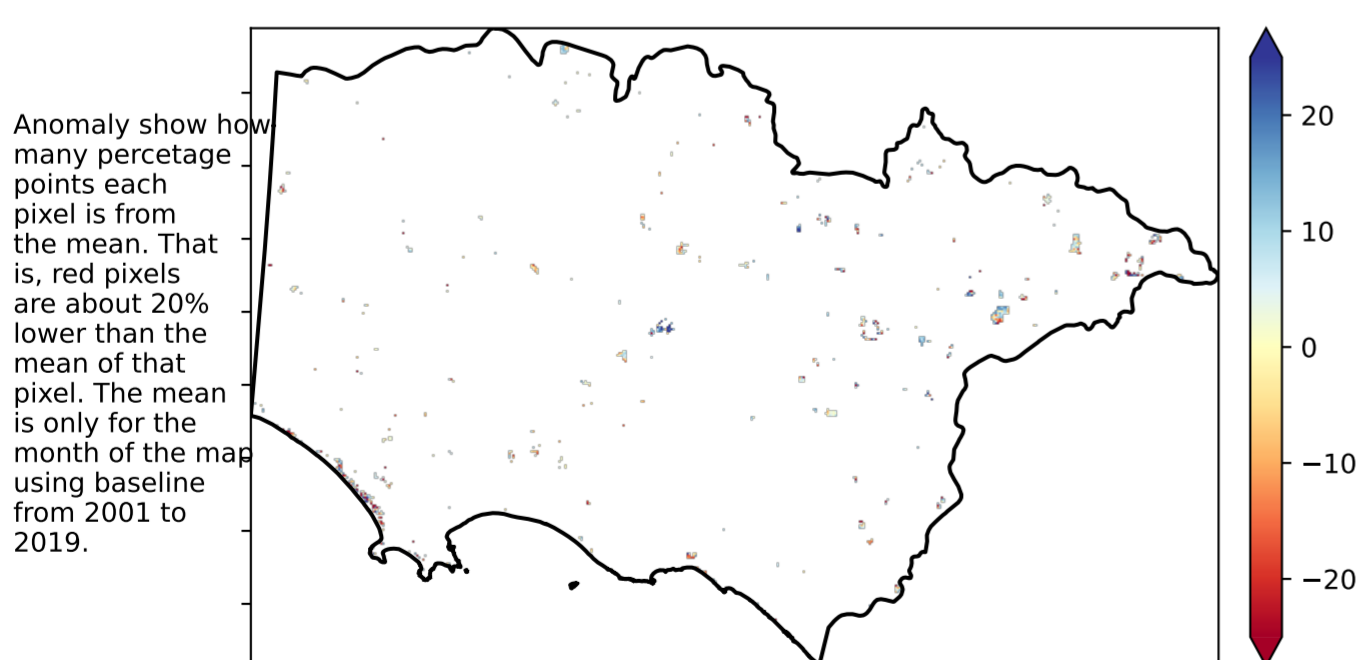 Anomaly show how
many percetage
points each
pixel is from
the mean. That
is, red pixels
are about 20%
lower than the
mean of that
pixel. The mean
is only for the
month of the map
using baseline
from 2001 to
2019.
20
10
0
−10
−20